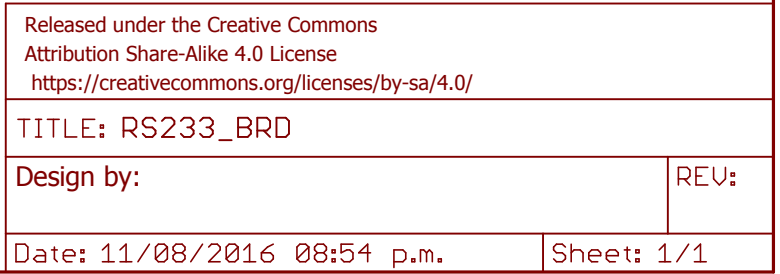 Released under the Creative Commons
Attribution Share-Alike 4.0 License
https://creativecommons.org/licenses/by-sa/4.0/
TITLE: RS233_BRD
Design by:
REV:
Date: 11/08/2016 08:54 p.m.
Sheet: 1/1